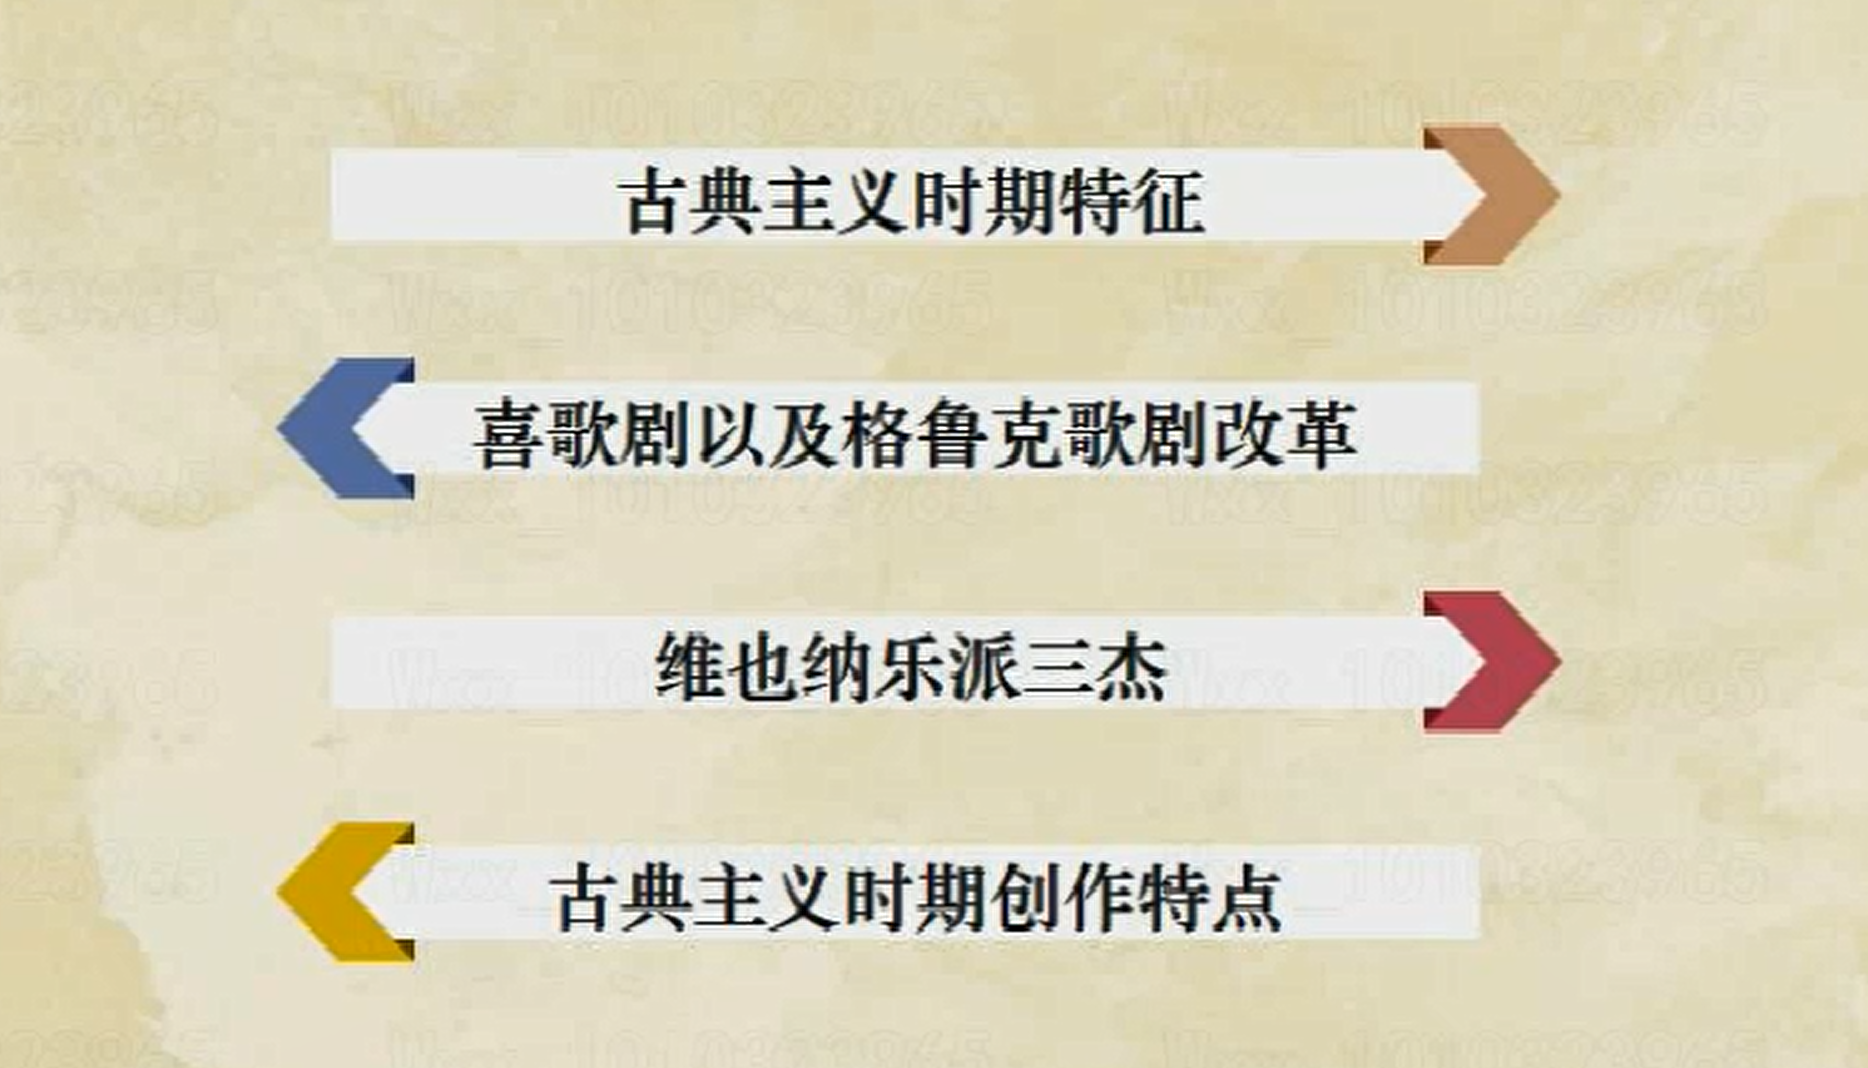 古典主义时期特征
喜歌剧以及格鲁克歌剧改革
维也纳乐派三杰
古典主义时期创作特点